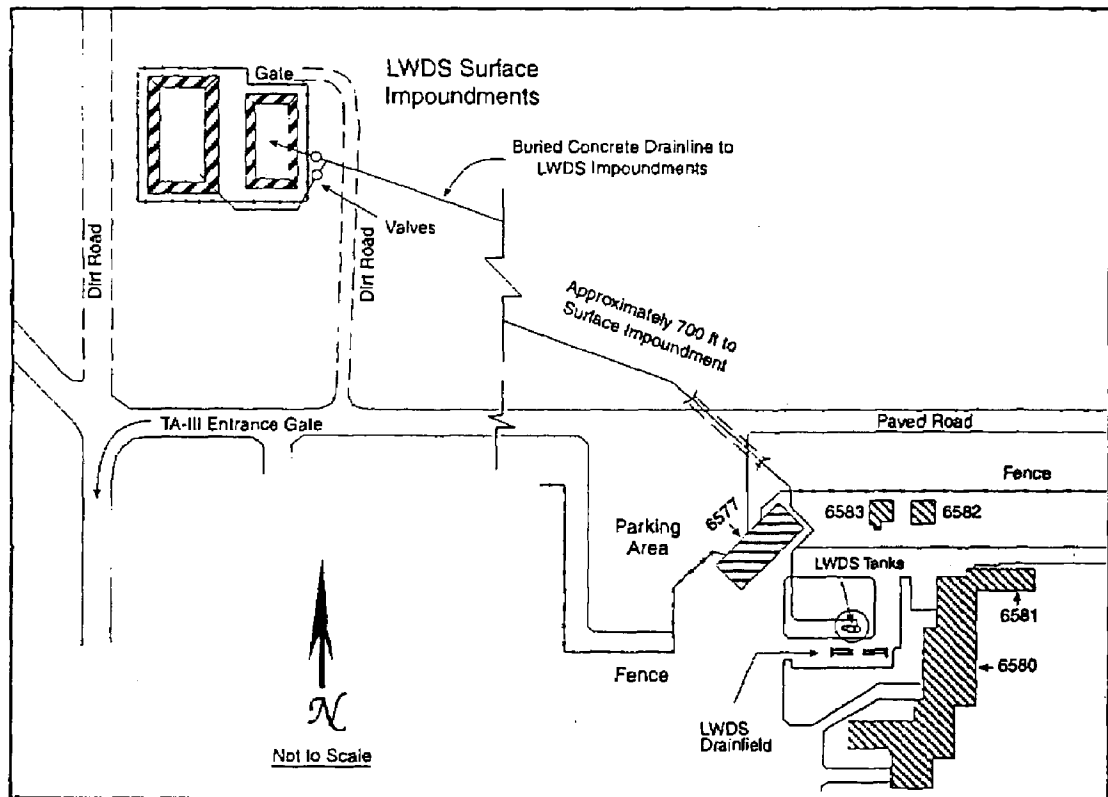 Gate
LWDS Surface
Impoundments
Buried Concrete Drainline to
LWDS Impoundments
Valves
Dirt Road
Dirt Road
Approximately 700 ft to
Surface Impoundment
TA-III Entrance Gate
Paved Road
Fence
6577
6583
6582
Parking
Area
LWDS Tanks
6581
6580
Fence
LWDS
Drainfield
N
Not to Scale